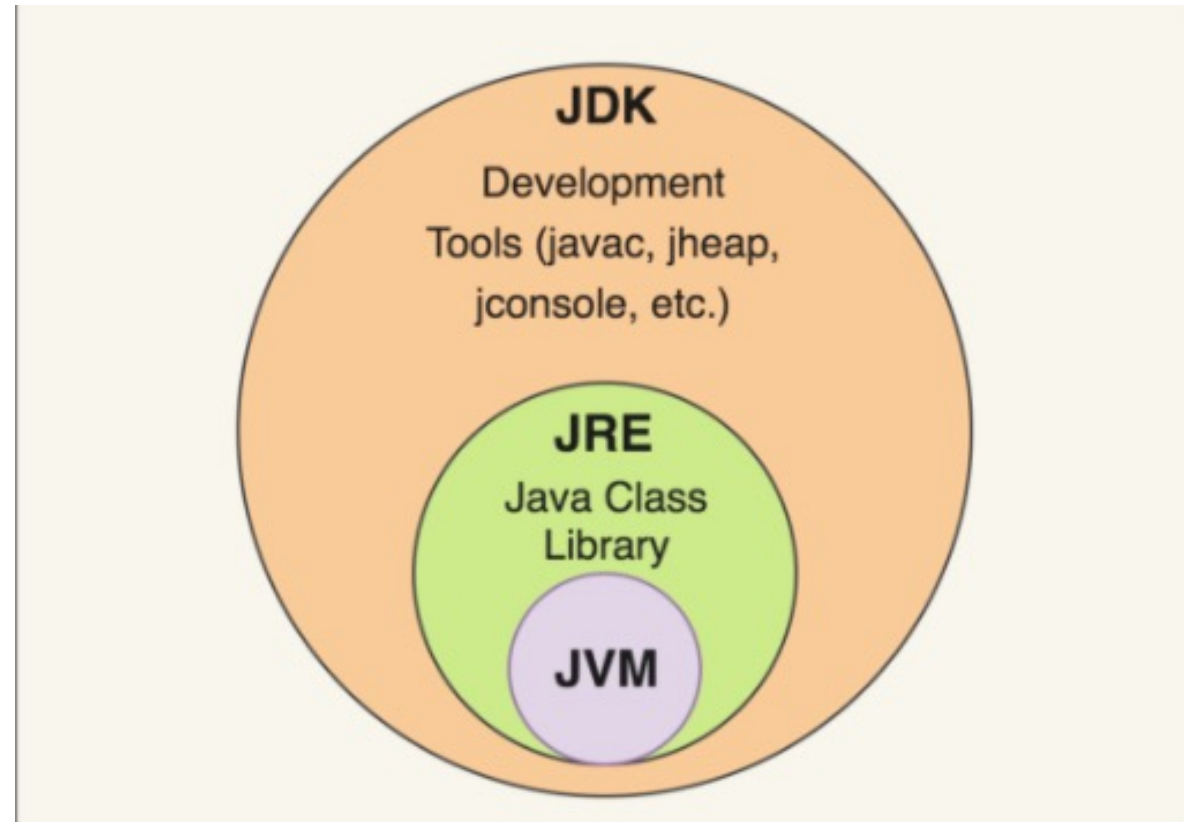 JDK
Development
Tools (javac, jheap,
jconsole, etc.)
JRE
Java Class
Library
JVM